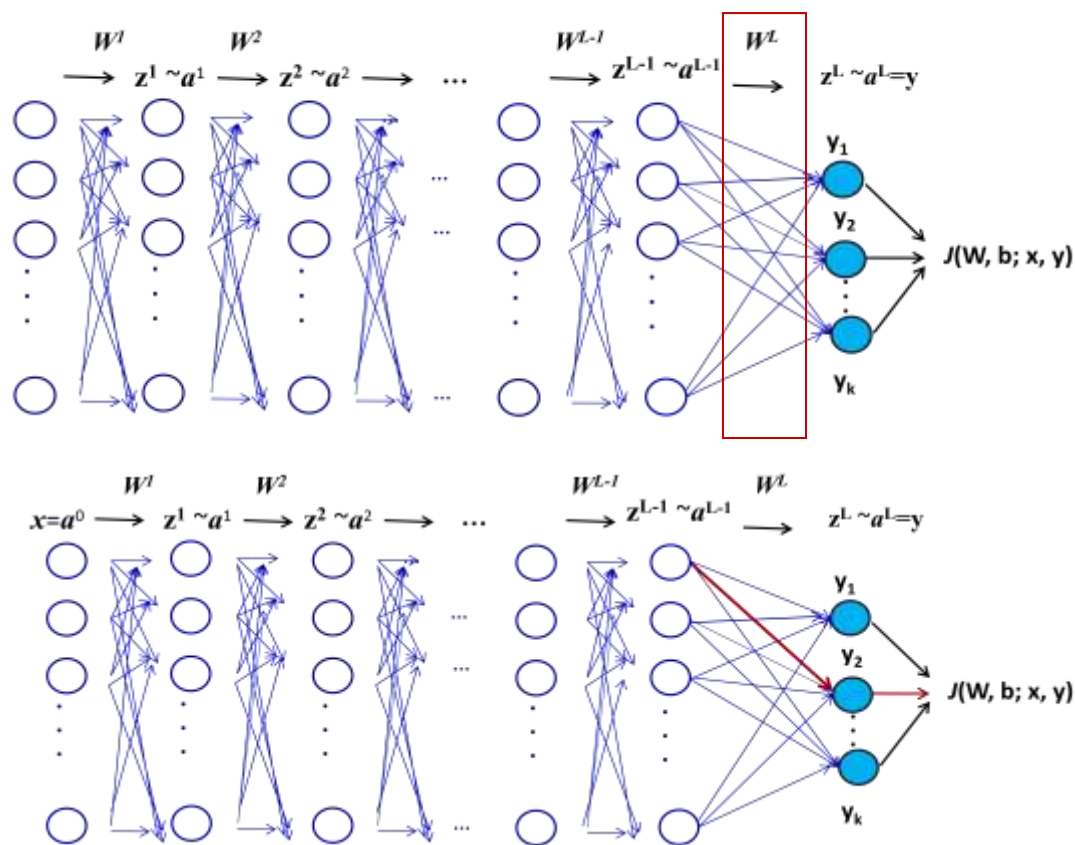 W¹ W² Wᴸ⁻¹ Wᴸ
z¹ ~a¹ z² ~a² ... zᴸ⁻¹ ~aᴸ⁻¹ zᴸ ~aᴸ=y
y₁
...
y₂
...
J(W, b; x, y)
yₖ
...
W¹ W² Wᴸ⁻¹ Wᴸ
x=a⁰ z¹ ~a¹ z² ~a² ... zᴸ⁻¹ ~aᴸ⁻¹ zᴸ ~aᴸ=y
y₁
...
y₂
...
J(W, b; x, y)
yₖ
...